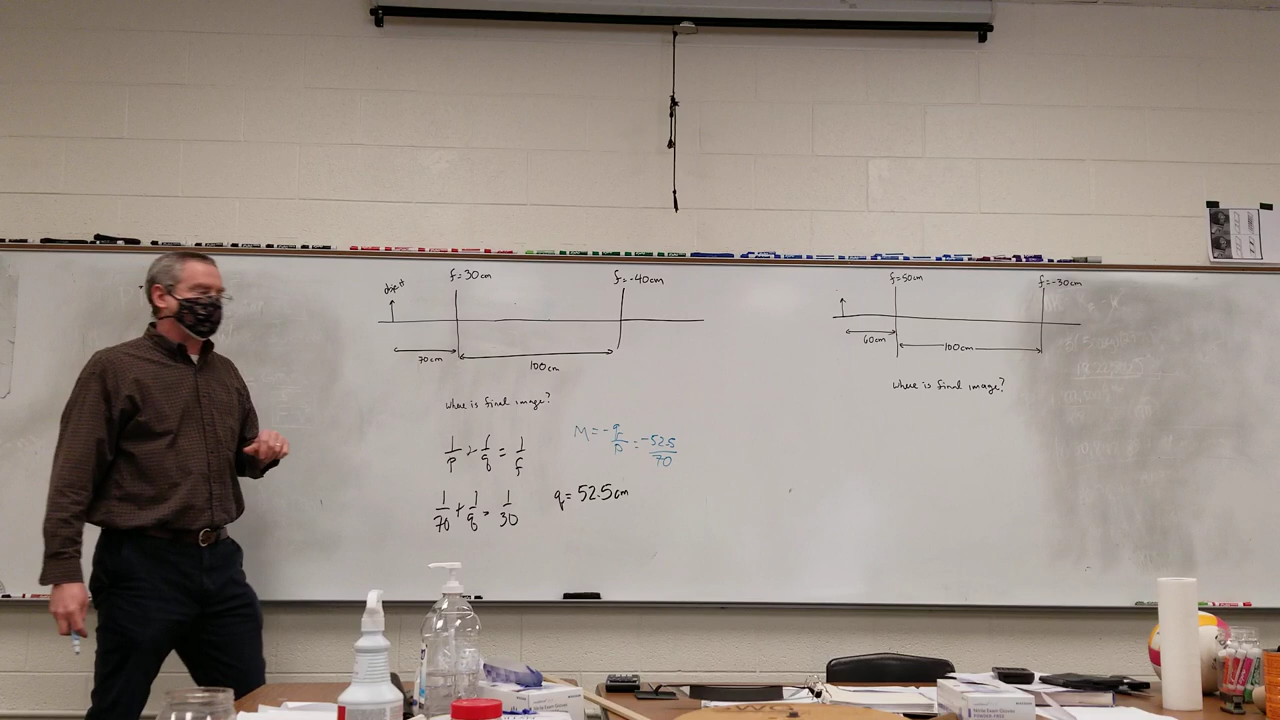 object
f=30cm
f=-40cm
70cm
100cm
Where is final image?
1/p + 1/q = 1/f
M = -q/p = -52.5/70
1/70 + 1/q = 1/30
q = 52.5cm
f=50cm
f=-30cm
60cm
100cm
Where is final image?